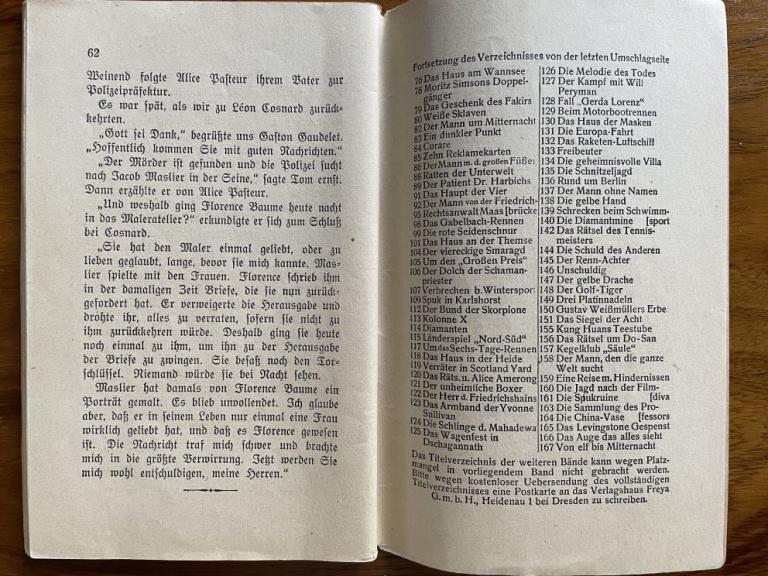 62
Weinend folgte Alice Pasteur ihrem Vater zur
Polizeipräfektur.
Es war spät, als wir zu Léon Cosnard zurück-
kehrten.
„Gott sei Dank,“ begrüßte uns Gaston Gaudelet.
„Hoffentlich kommen Sie mit guten Nachrichten.“
„Der Mörder ist gefunden und die Polizei sucht
nach Jacob Maslier in der Seine,“ sagte Tom ernst.
Dann erzählte er von Alice Pasteur.
„Und weshalb ging Florence Baume heute nacht
in das Maleratelier?“ erkundigte er sich zum Schluß
bei Cosnard.
„Sie hat den Maler einmal geliebt, oder zu
lieben geglaubt, lange, bevor sie mich kannte. Mas-
lier spielte mit den Frauen. Florence schrieb ihm
in der damaligen Zeit Briefe, die sie nun zurück-
gefordert hat. Er verweigerte die Herausgabe und
drohte ihr, alles zu verraten, sofern sie nicht zu
ihm zurückkehren würde. Deshalb ging sie heute
noch einmal zu ihm, um ihn zu der Herausgabe
der Briefe zu zwingen. Sie besaß noch den Tor-
schlüssel. Niemand würde sie bei Nacht sehen.
Maslier hat damals von Florence Baume ein
Porträt gemalt. Es blieb unvollendet. Ich glaube
aber, daß er in seinem Leben nur einmal eine Frau
wirklich geliebt hat, und daß es Florence gewesen
ist. Die Nachricht traf mich schwer und brachte
mich in die größte Verwirrung. Jetzt werden Sie
mich wohl entschuldigen, meine Herren.“
Fortsetzung des Verzeichnisses von der letzten Umschlagseite
76 Das Haus am Wannsee
78 Moritz Simsons Doppel-
gänger
79 Das Geschenk des Fakirs
80 Weiße Sklaven
82 Der Mann um Mitternacht
83 Ein dunkler Punkt
84 Corare
85 Zehn Reklamekarten
86 Der Mann m. d. großen Füßen
88 Ratten der Unterwelt
89 Der Patient Dr. Harbichs
91 Das Haupt der Vier
92 Der Mann von der Friedrich-
95 Rechtsanwalt Maas [brücke
98 Das Gabelbach-Rennen
99 Die rote Seidenschnur
101 Das Haus an der Themse
104 Der viereckige Smaragd
105 Um den „Großen Preis“
106 Der Dolch der Schaman-
priester
107 Verbrechen b. Wintersport
109 Spuk in Karlshorst
112 Der Bund der Skorpione
113 Kolonne X
114 Diamanten
115 Länderspiel „Nord-Süd“
117 Um das Sechs-Tage-Rennen
118 Das Haus in der Heide
119 Verräter in Scotland Yard
120 Das Räts. u. Alice Amerong
121 Der unheimliche Boxer
122 Der Herr d. Friedrichshains
123 Das Armband der Yvonne
Sullivan
124 Die Schlinge d. Mahadewa
125 Das Wagenfest in
Dschagannath
126 Die Melodie des Todes
127 Der Kampf mit Will
Peryman
128 Fall „Gerda Lorenz“
129 Beim Motorbootrennen
130 Das Haus der Masken
131 Die Europa-Fahrt
132 Das Raketen-Luftschiff
133 Freibeuter
134 Die geheimnisvolle Villa
135 Die Schnitzeljagd
136 Rund um Berlin
137 Der Mann ohne Namen
138 Die gelbe Hand
139 Schrecken beim Schwimm-
140 Die Diamantmine [sport
142 Das Rätsel des Tennis-
meisters
144 Die Schuld des Anderen
145 Der Renn-Achter
146 Unschuldig
147 Der gelbe Drache
148 Der Golf-Tiger
149 Drei Platinnadeln
150 Gustav Weißmüllers Erbe
151 Das Siegel der Acht
155 Kung Huans Teestube
156 Das Rätsel um Do-San
157 Kegelklub „Säule“
158 Der Mann, den die ganze
Welt sucht
159 Eine Reise m. Hindernissen
160 Die Jagd nach der Film-
161 Die Spukruine [diva
163 Die Sammlung des Pro-
164 Die China-Vase [fessors
165 Das Levingstone Gespenst
166 Das Auge das alles sieht
167 Von elf bis Mitternacht
Das Titelverzeichnis der weiteren Bände kann wegen Platz-
mangel in vorliegendem Band nicht gebracht werden.
Bitte wegen kostenloser Uebersendung des vollständigen
Titelverzeichnisses eine Postkarte an das Verlagshaus Freya
G. m. b. H., Heidenau 1 bei Dresden zu schreiben.